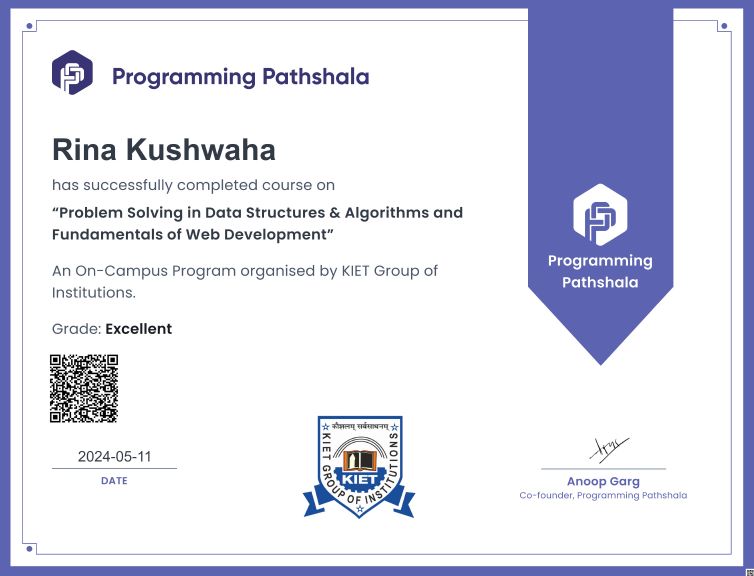 Programming Pathshala
Rina Kushwaha
has successfully completed course on
“Problem Solving in Data Structures & Algorithms and
Fundamentals of Web Development”
An On-Campus Program organised by KIET Group of
Institutions.
Grade: Excellent
2024-05-11
DATE
Programming
Pathshala
कौशलम् सर्वसाधनम्
KIET GROUP OF INSTITUTIONS
KIET
Anoop Garg
Co-founder, Programming Pathshala